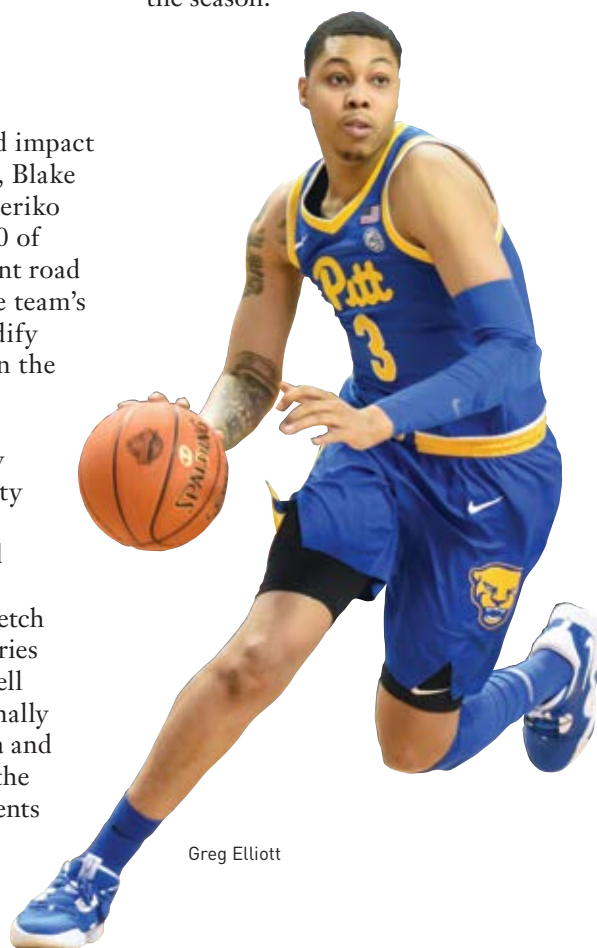 the season.
d impact
, Blake
eriko
0 of
nt road
e team's
dify
n the
v
ty
l
etch
ries
ell
nally
a and
the
ents
Pitt
3
SPALDING
Greg Elliott